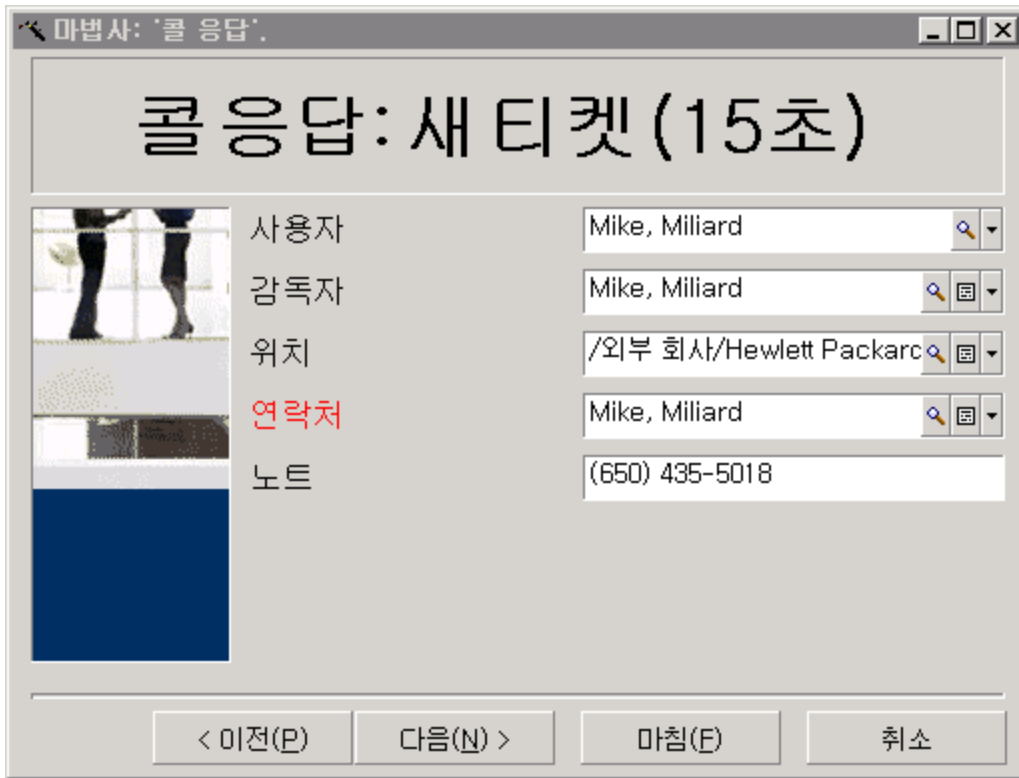 마법사: '콜 응답'.
콜 응답: 새 티켓 (15초)
사용자 Mike, Miliard
감독자 Mike, Miliard
위치 /외부 회사/Hewlett Packard
연락처 Mike, Miliard
노트 (650) 435-5018
< 이전(P) 다음(N) > 마침(F) 취소